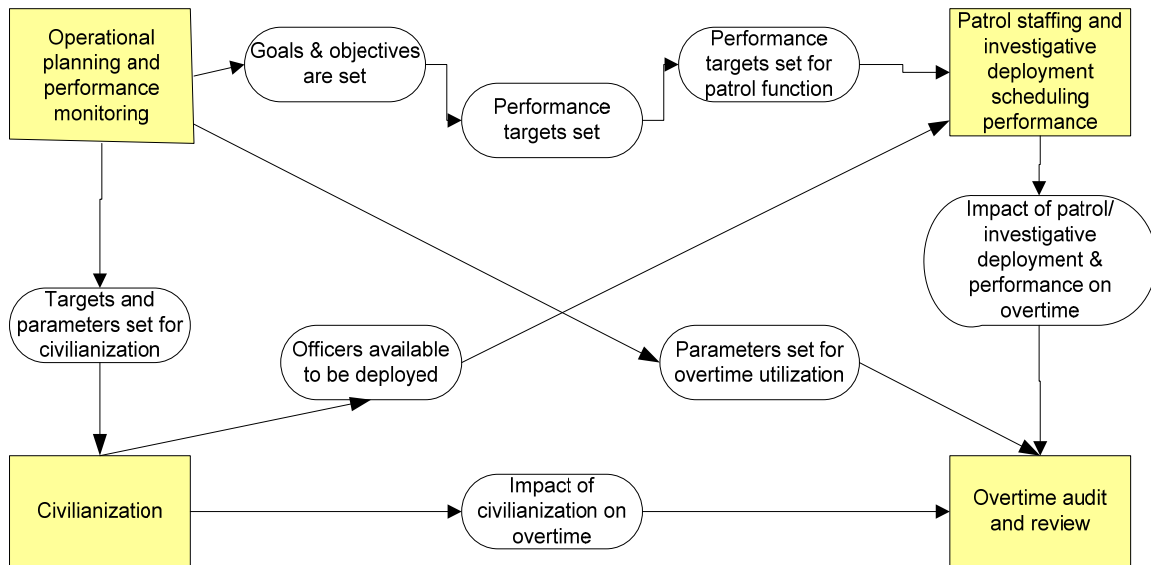 Operational
planning and
performance
monitoring
Goals & objectives
are set
Performance
targets set
Performance
targets set for
patrol function
Patrol staffing and
investigative
deployment
scheduling
performance
Impact of patrol/
investigative
deployment &
performance on
overtime
Targets and
parameters set for
civilianization
Officers available
to be deployed
Parameters set for
overtime utilization
Civilianization
Impact of
civilianization on
overtime
Overtime audit
and review